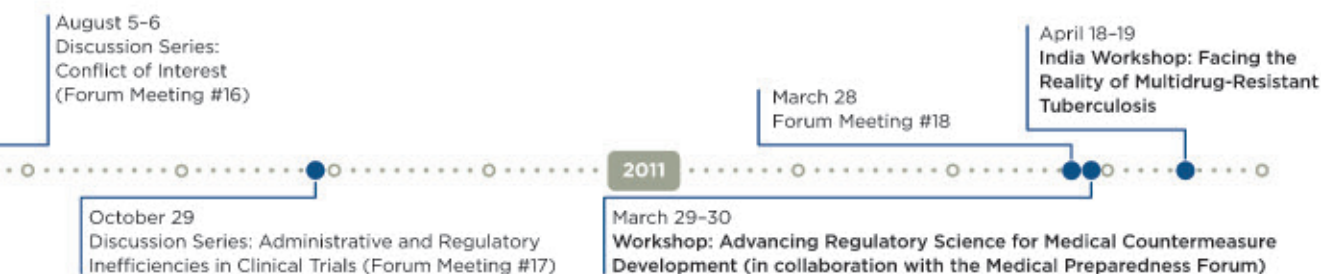 August 5–6
Discussion Series:
Conflict of Interest
(Forum Meeting #16)
October 29
Discussion Series: Administrative and Regulatory
Inefficiencies in Clinical Trials (Forum Meeting #17)
2011
March 28
Forum Meeting #18
March 29–30
Workshop: Advancing Regulatory Science for Medical Countermeasure
Development (in collaboration with the Medical Preparedness Forum)
April 18–19
India Workshop: Facing the
Reality of Multidrug-Resistant
Tuberculosis